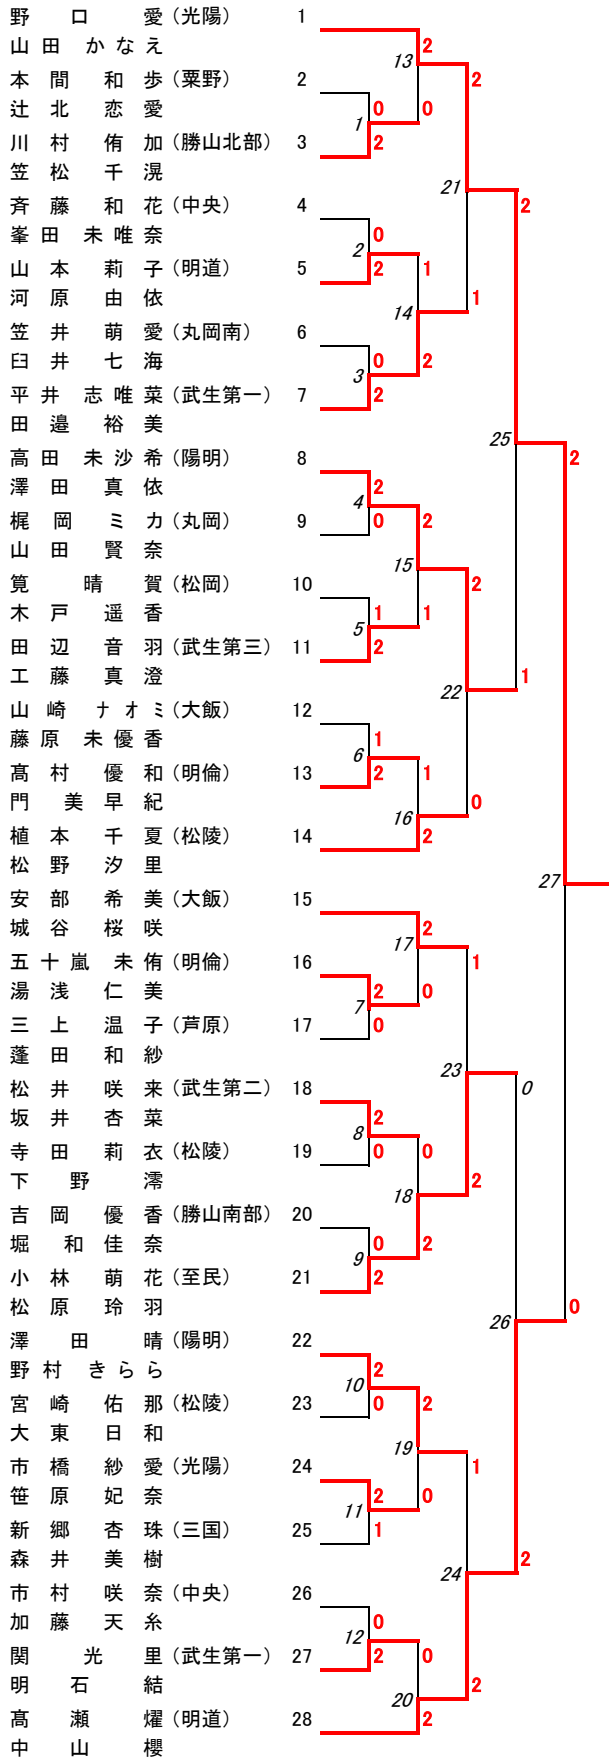 野口愛(光陽) 1
山田かなえ
2
13
2
本間和歩(粟野) 2
辻北恋愛
0
0
1
川村侑加(勝山北部) 3
2
笠松千滉
21
2
斉藤和花(中央) 4
峯田未唯奈
0
2
山本莉子(明道) 5
2
1
河原由依
1
14
笠井萌愛(丸岡南) 6
臼井七海
0
2
3
平井志唯菜(武生第一) 7
2
田邉裕美
25
2
高田未沙希(陽明) 8
澤田真依
2
4
梶岡ミカ(丸岡) 9
0
2
山田賢奈
15
2
筧晴賀(松岡) 10
木戸遥香
1
1
5
田辺音羽(武生第三) 11
2
工藤真澄
1
22
山崎ナオミ(大飯) 12
藤原未優香
1
6
髙村優和(明倫) 13
2
1
門美早紀
0
16
植本千夏(松陵) 14
2
松野汐里
27
安部希美(大飯) 15
城谷桜咲
2
17
1
五十嵐未侑(明倫) 16
湯浅仁美
2
0
7
三上温子(芦原) 17
0
蓬田和紗
23
0
松井咲来(武生第二) 18
坂井杏菜
2
8
寺田莉衣(松陵) 19
0
0
下野澪
2
18
吉岡優香(勝山南部) 20
堀和佳奈
0
2
9
小林萌花(至民) 21
2
松原玲羽
0
26
澤田晴(陽明) 22
野村きらら
2
10
宮崎佑那(松陵) 23
0
2
大東日和
19
1
市橋紗愛(光陽) 24
笹原妃奈
2
0
11
新郷杏珠(三国) 25
1
森井美樹
2
24
市村咲奈(中央) 26
加藤天糸
0
12
関光里(武生第一) 27
2
0
明石結
2
20
髙瀬燿(明道) 28
2
中山櫻